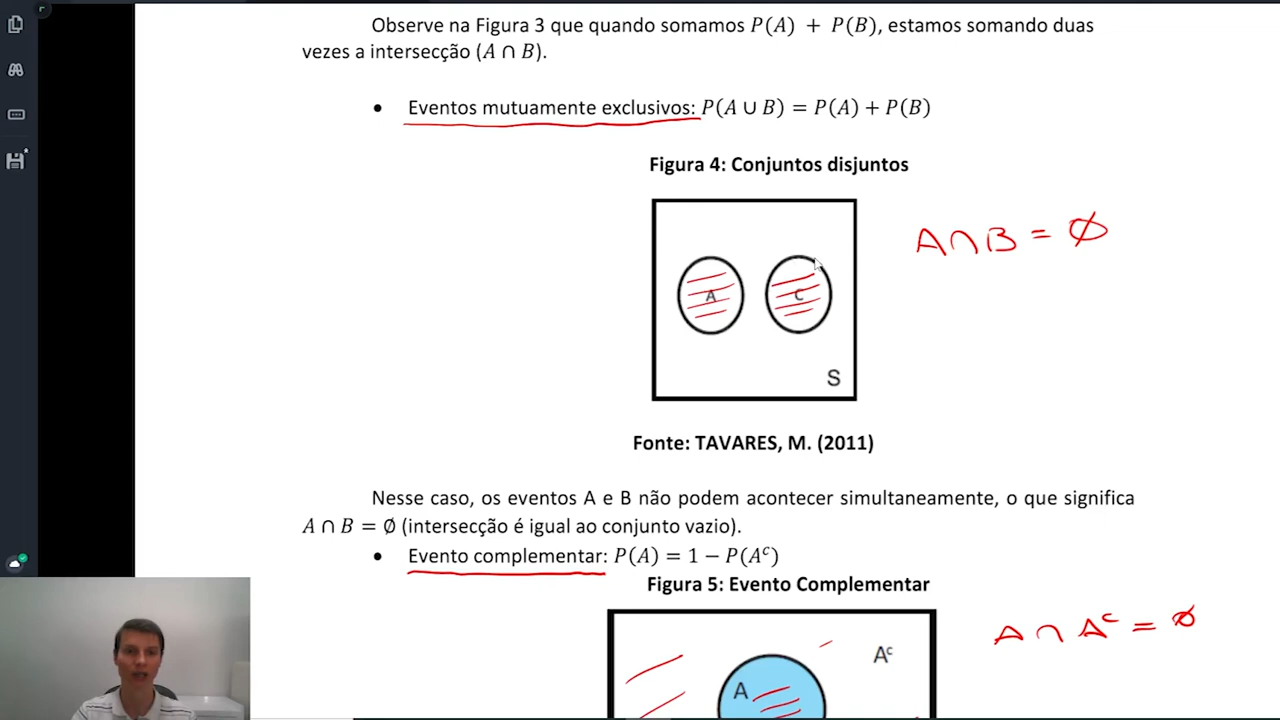 Observe na Figura 3 que quando somamos P(A) + P(B), estamos somando duas
vezes a intersecção (A ∩ B).
• Eventos mutuamente exclusivos: P(A ∪ B) = P(A) + P(B)
Figura 4: Conjuntos disjuntos
A ∩ B = ∅
A C
S
Fonte: TAVARES, M. (2011)
Nesse caso, os eventos A e B não podem acontecer simultaneamente, o que significa
A ∩ B = ∅ (intersecção é igual ao conjunto vazio).
• Evento complementar: P(A) = 1 − P(Aᶜ)
Figura 5: Evento Complementar
A ∩ Aᶜ = ∅
Aᶜ
A